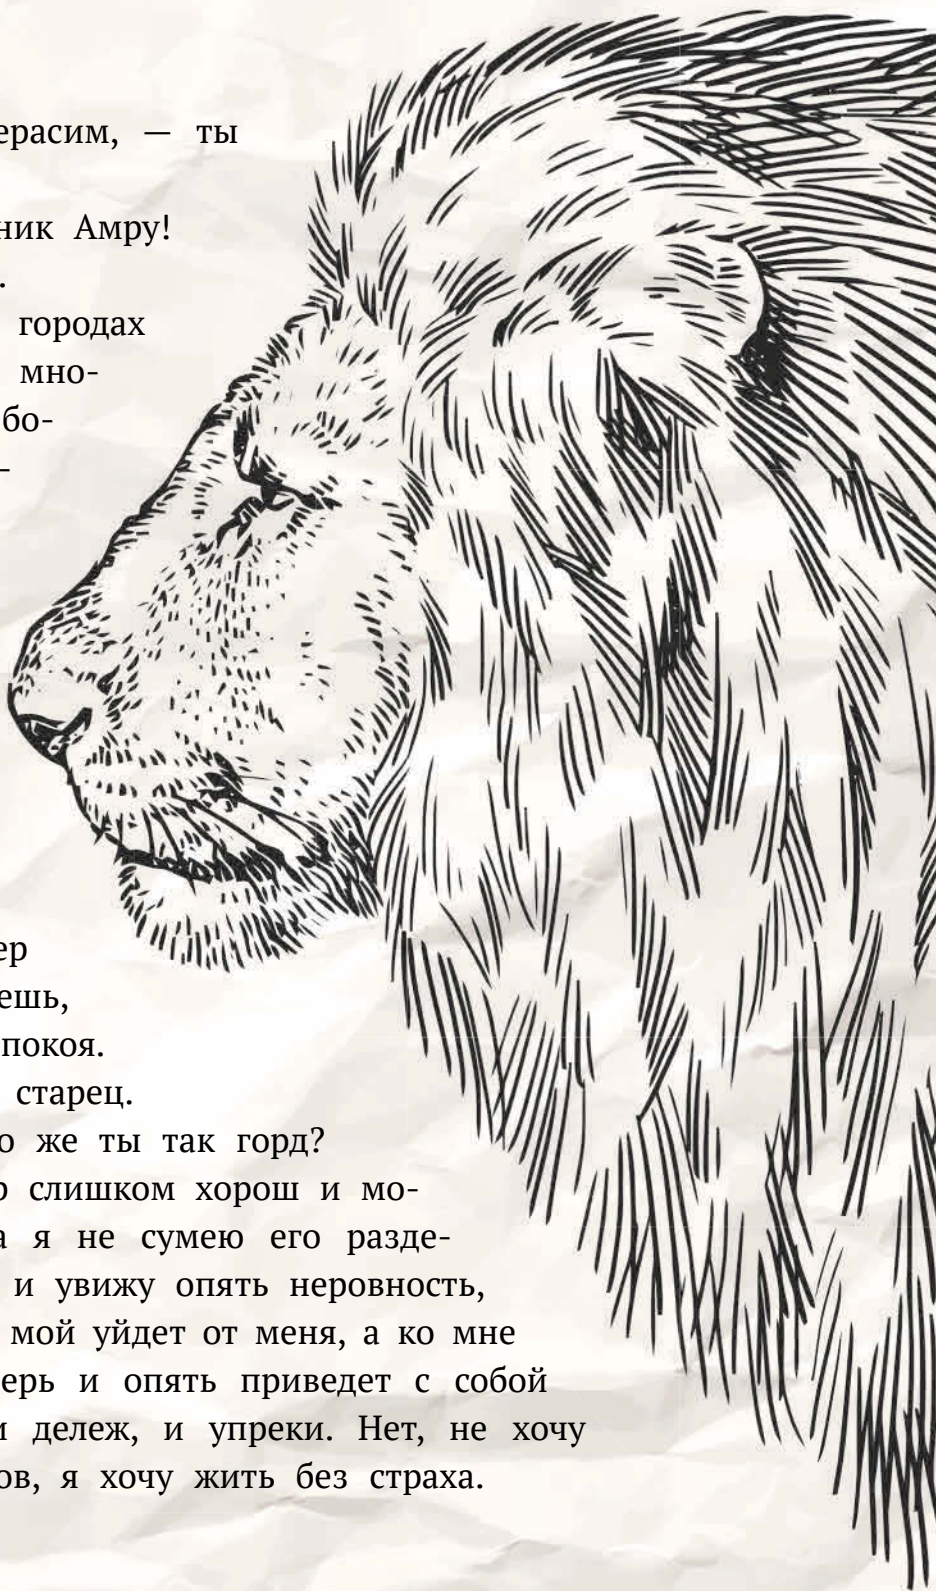 ерасим, — ты
ник Амру!
.
городах
мно-
бо-
–
ер
ешь,
покоя.
старец.
о же ты так горд?
р слишком хорош и мо-
а я не сумею его разде-
и увижу опять неровность,
мой уйдет от меня, а ко мне
ерь и опять приведет с собой
и дележ, и упреки. Нет, не хочу
ов, я хочу жить без страха.